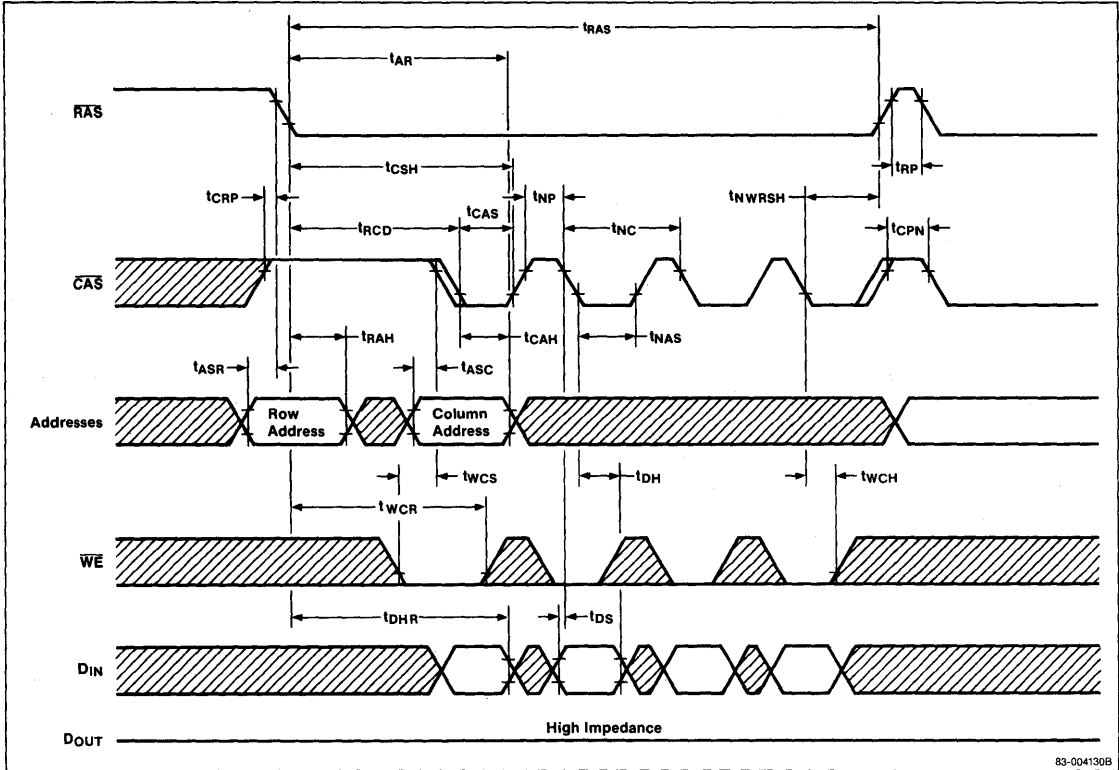 tRAS
tAR
RAS
tCSH
tRP
tCRP
tCAS
tNP
tNWRSH
tRCD
tNC
tCPN
CAS
tRAH
tCAH
tNAS
tASR
tASC
Addresses
Row
Address
Column
Address
tWCS
tDH
tWCH
tWCR
WE
tDHR
tDS
DIN
High Impedance
DOUT
83-004130B